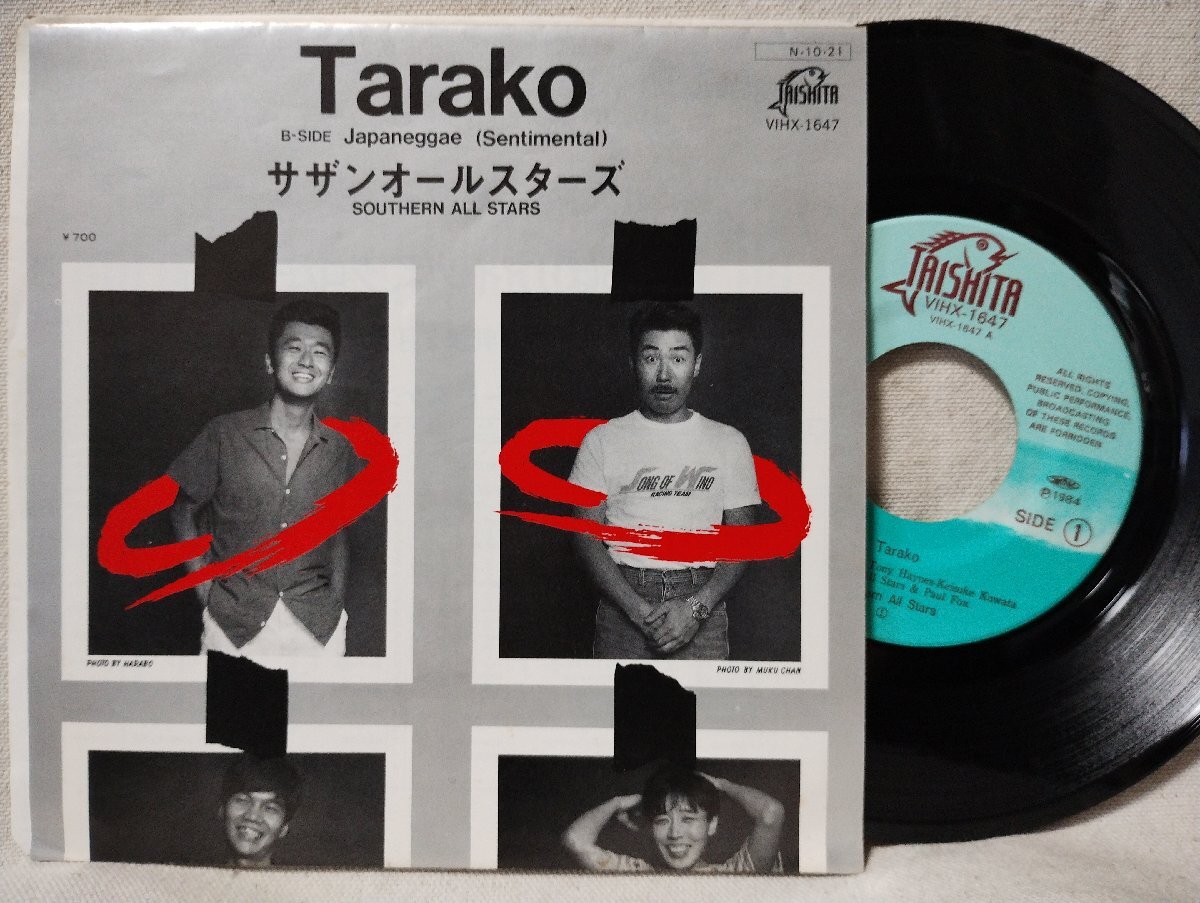 Tarako
B-SIDE Japaneggae (Sentimental)
サザンオールスターズ
SOUTHERN ALL STARS
¥700
N・10・21
TAISHITA
VIHX-1647
SONG OF WIND
RACING TEAM
PHOTO BY HARABO
PHOTO BY MUKU CHAN
TAISHITA
VIHX-1647
VIHX-1647 A
ALL RIGHTS
RESERVED, COPYING,
PUBLIC PERFORMANCE,
BROADCASTING
OF THESE RECORDS
ARE FORBIDDEN
Ⓟ1984
SIDE 1
Tarako
Tony Haynes-Keisuke Kuwata
Stars & Paul Fox
All Stars